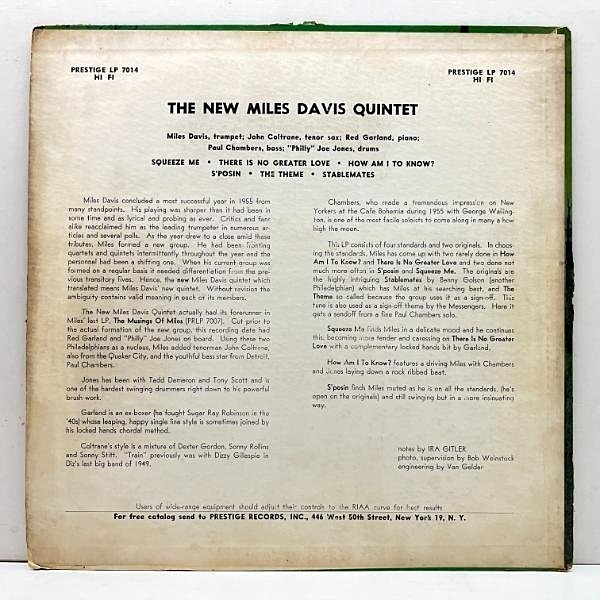 PRESTIGE LP 7014
HI FI
PRESTIGE LP 7014
HI FI
THE NEW MILES DAVIS QUINTET
Miles Davis, trumpet; John Coltrane, tenor sax; Red Garland, piano;
Paul Chambers, bass; "Philly" Joe Jones, drums
SQUEEZE ME • THERE IS NO GREATER LOVE • HOW AM I TO KNOW?
S'POSIN • THE THEME • STABLEMATES
Miles Davis concluded a most successful year in 1955 from
many standpoints. His playing was sharper than it had been in
some time and as lyrical and probing as ever. Critics and fans
alike reacclaimed him as the leading trumpeter in numerous
articles and several polls. As the year drew to a close amid these
tributes, Miles formed a new group. He had been fronting
quartets and quintets intermittently throughout the year and the
personnel had been a shifting one. When his current group was
formed on a regular basis it needed differentiation from the pre-
vious transitory lives. Hence, the new Miles Davis quintet which
translated means Miles Davis' new quintet. Without revision the
ambiguity contains valid meaning in each of its members.
The New Miles Davis Quintet actually had its forerunner in
Miles' last LP, The Musings Of Miles (PRLP 7007). Cut prior to
the actual formation of the new group, this recording date had
Red Garland and "Philly" Joe Jones on board. Using these two
Philadelphians as a nucleus, Miles added tenorman John Coltrane,
also from the Quaker City, and the youthful bass star from Detroit,
Paul Chambers.
Jones has been with Tadd Dameron and Tony Scott and is
one of the hardest swinging drummers right down to his powerful
brush work.
Garland is an ex-boxer (he fought Sugar Ray Robinson in the
'40s) whose leaping, happy single line style is sometimes joined by
his locked hands chordal method.
Coltrane's style is a mixture of Dexter Gordon, Sonny Rollins
and Sonny Stitt. "Train" previously was with Dizzy Gillespie in
Diz's last big band of 1949.
Chambers, who made a tremendous impression on New
Yorkers at the Cafe Bohemia during 1955 with George Walling-
ton, is one of the most facile soloists to come along in many a how
high the moon.
This LP consists of four standards and two originals. In choos-
ing the standards, Miles has come up with two rarely done in How
Am I To Know? and There Is No Greater Love and two done not
much more often in S'posin and Squeeze Me. The originals are
the highly intriguing Stablemates by Benny Golson (another
Philadelphian) which has Miles at his searching best, and The
Theme so called because the group uses it as a sign-off. This
tune is also used as a sign-off theme by the Messengers. Here it
gets a sendoff from a fine Paul Chambers solo.
Squeeze Me finds Miles in a delicate mood and he continues
this, becoming more tender and caressing on There Is No Greater
Love with a complementary locked hands bit by Garland.
How Am I To Know? features a driving Miles with Chambers
and Jones laying down a rock ribbed beat.
S'posin finds Miles muted as he is on all the standards, (he's
open on the originals) and still swinging but in a more insinuating
way.
notes by IRA GITLER
photo, supervision by Bob Weinstock
engineering by Van Gelder
Users of wide-range equipment should adjust their controls to the RIAA curve for best results
For free catalog send to PRESTIGE RECORDS, INC., 446 West 50th Street, New York 19, N. Y.